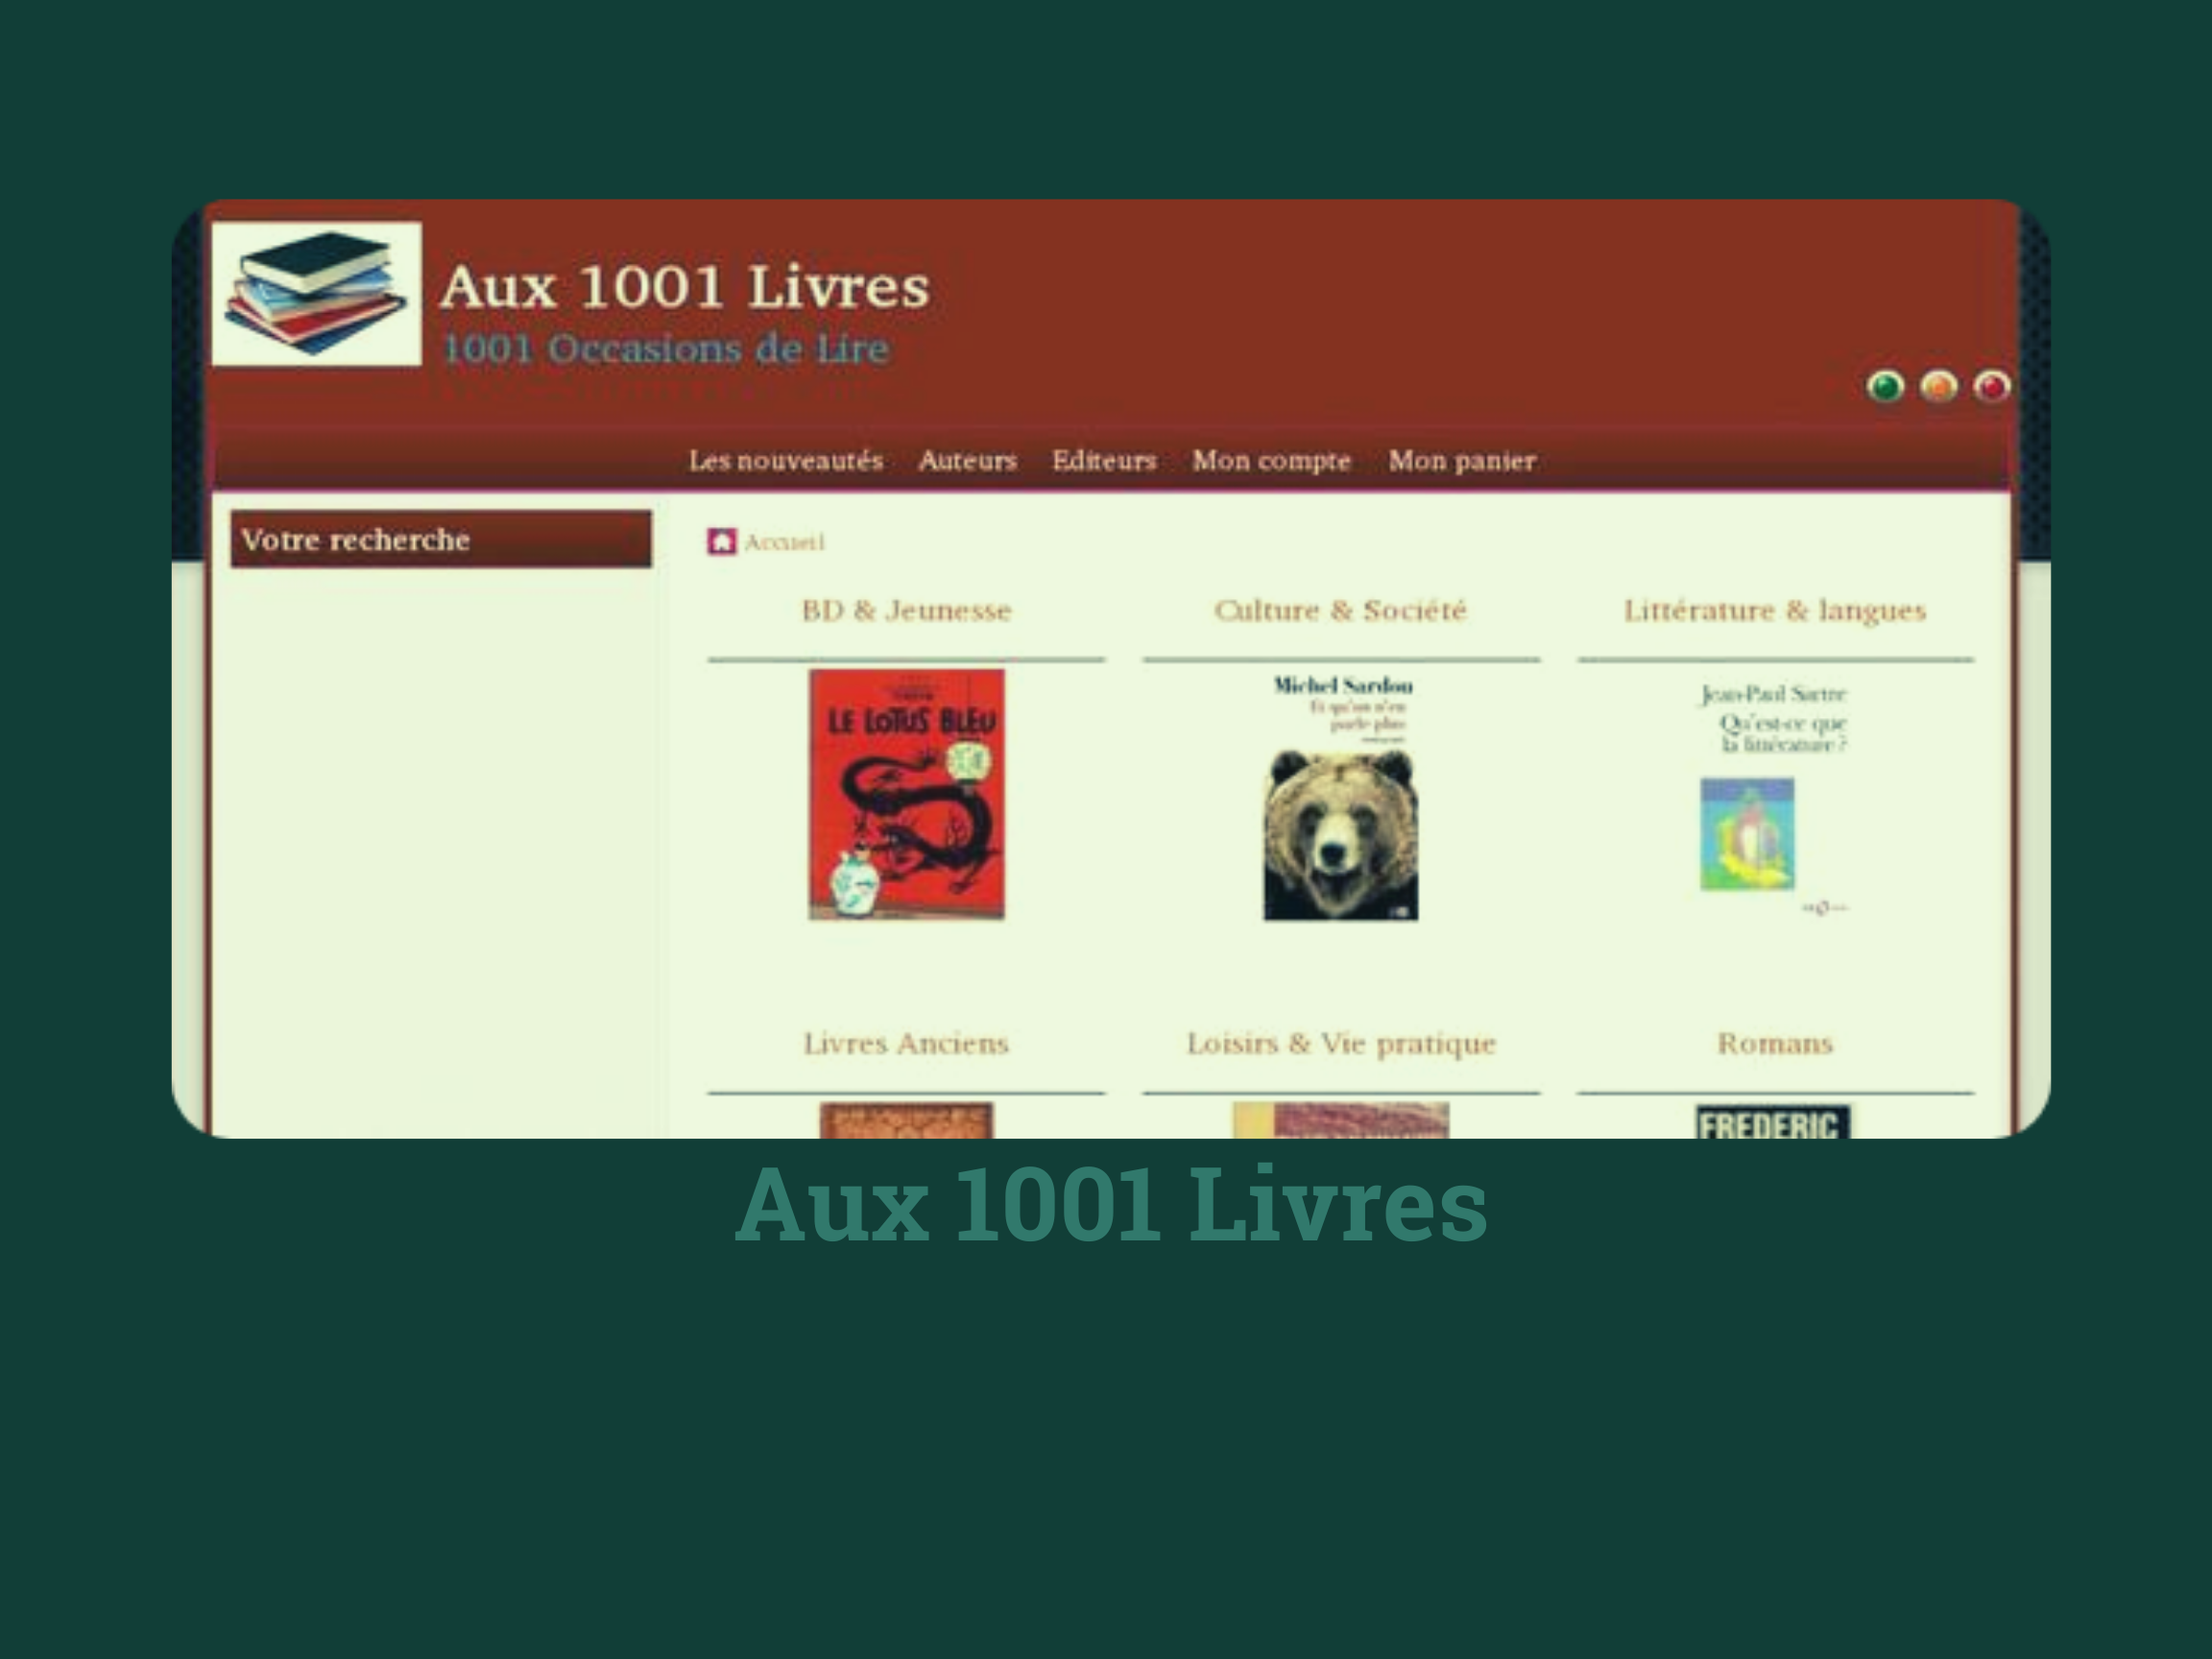 Aux 1001 Livres
1001 Occasions de Lire
Les nouveautés Auteurs Editeurs Mon compte Mon panier
Votre recherche
Accueil
BD & Jeunesse
Culture & Société
Littérature & langues
LE LOTUS BLEU
Michel Sardou
Et qu'on n'en
parle plus
Jean-Paul Sartre
Qu'est-ce que
la littérature ?
Livres Anciens
Loisirs & Vie pratique
Romans
FREDERIC
Aux 1001 Livres